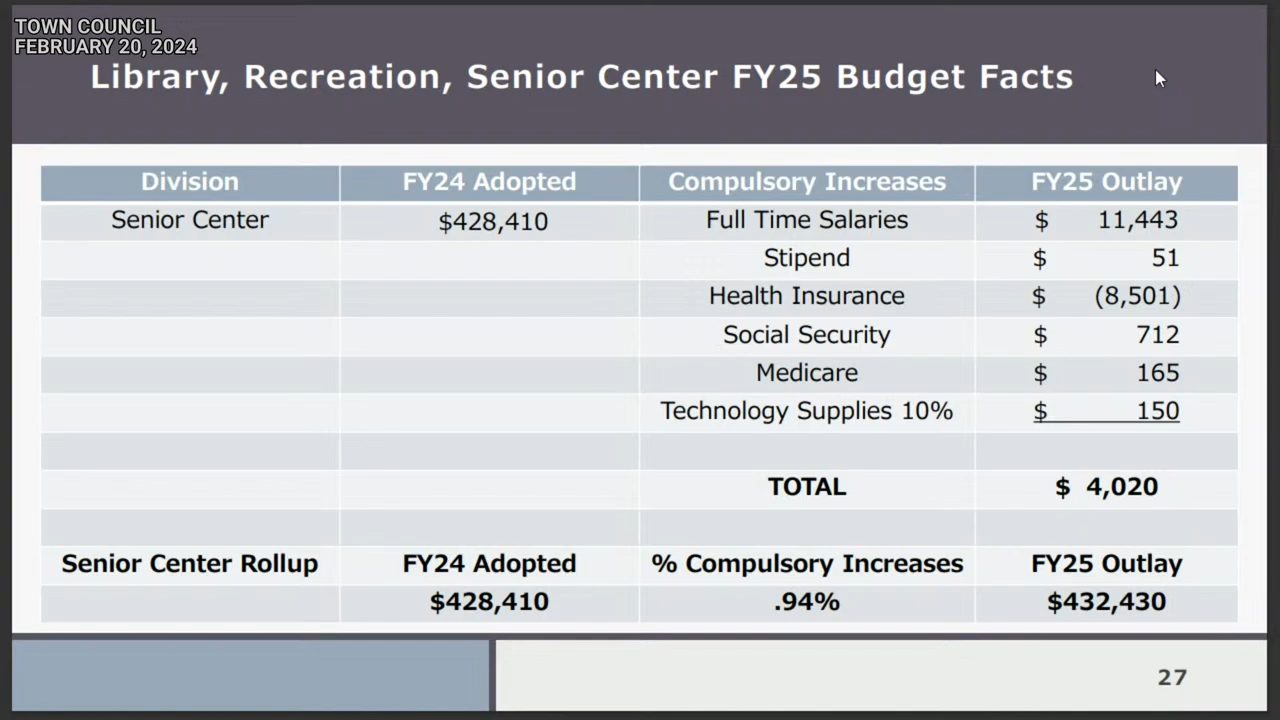 TOWN COUNCIL
FEBRUARY 20, 2024
Library, Recreation, Senior Center FY25 Budget Facts
Division FY24 Adopted Compulsory Increases FY25 Outlay
Senior Center $428,410 Full Time Salaries $ 11,443
Stipend $ 51
Health Insurance $ (8,501)
Social Security $ 712
Medicare $ 165
Technology Supplies 10% $ 150
TOTAL $ 4,020
Senior Center Rollup FY24 Adopted % Compulsory Increases FY25 Outlay
$428,410 .94% $432,430
27